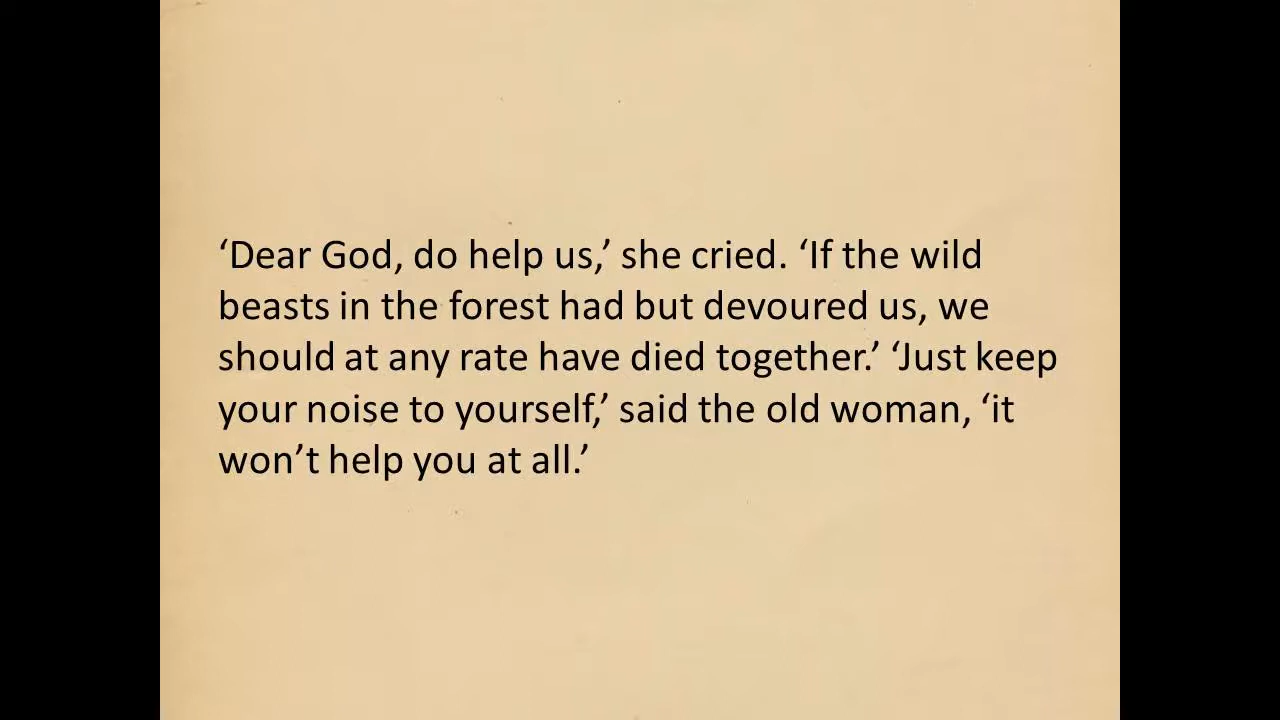 ‘Dear God, do help us,’ she cried. ‘If the wild
beasts in the forest had but devoured us, we
should at any rate have died together.’ ‘Just keep
your noise to yourself,’ said the old woman, ‘it
won’t help you at all.’